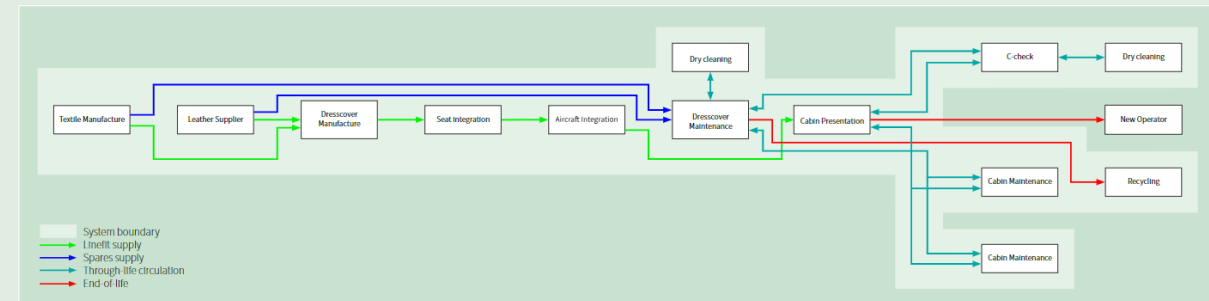 Dry cleaning
C-check
Dry cleaning
Textile Manufacture
Leather Supplier
Dresscover
Manufacture
Seat Integration
Aircraft Integration
Dresscover
Maintenance
Cabin Presentation
New Operator
Cabin Maintenance
Recycling
Cabin Maintenance
System boundary
Linefit supply
Spares supply
Through-life circulation
End-of-life